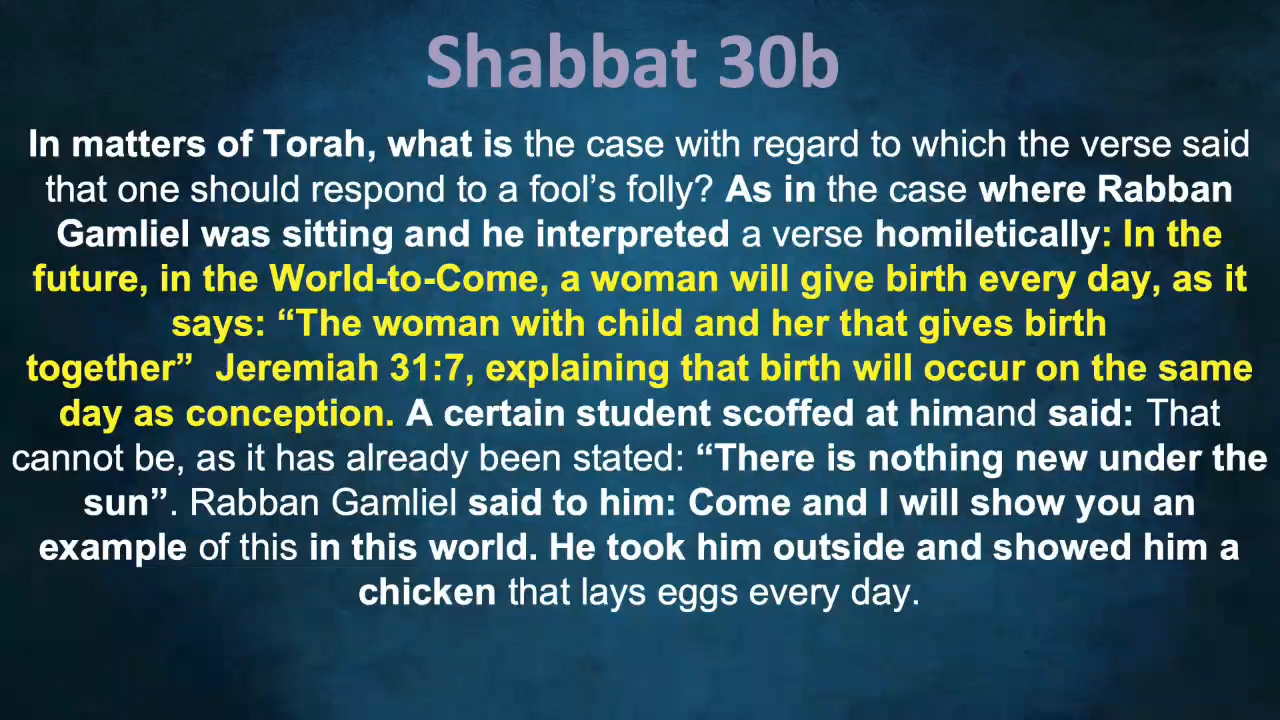 Shabbat 30b
In matters of Torah, what is the case with regard to which the verse said
that one should respond to a fool’s folly? As in the case where Rabban
Gamliel was sitting and he interpreted a verse homiletically: In the
future, in the World-to-Come, a woman will give birth every day, as it
says: “The woman with child and her that gives birth
together”  Jeremiah 31:7, explaining that birth will occur on the same
day as conception. A certain student scoffed at himand said: That
cannot be, as it has already been stated: “There is nothing new under the
sun”. Rabban Gamliel said to him: Come and I will show you an
example of this in this world. He took him outside and showed him a
chicken that lays eggs every day.